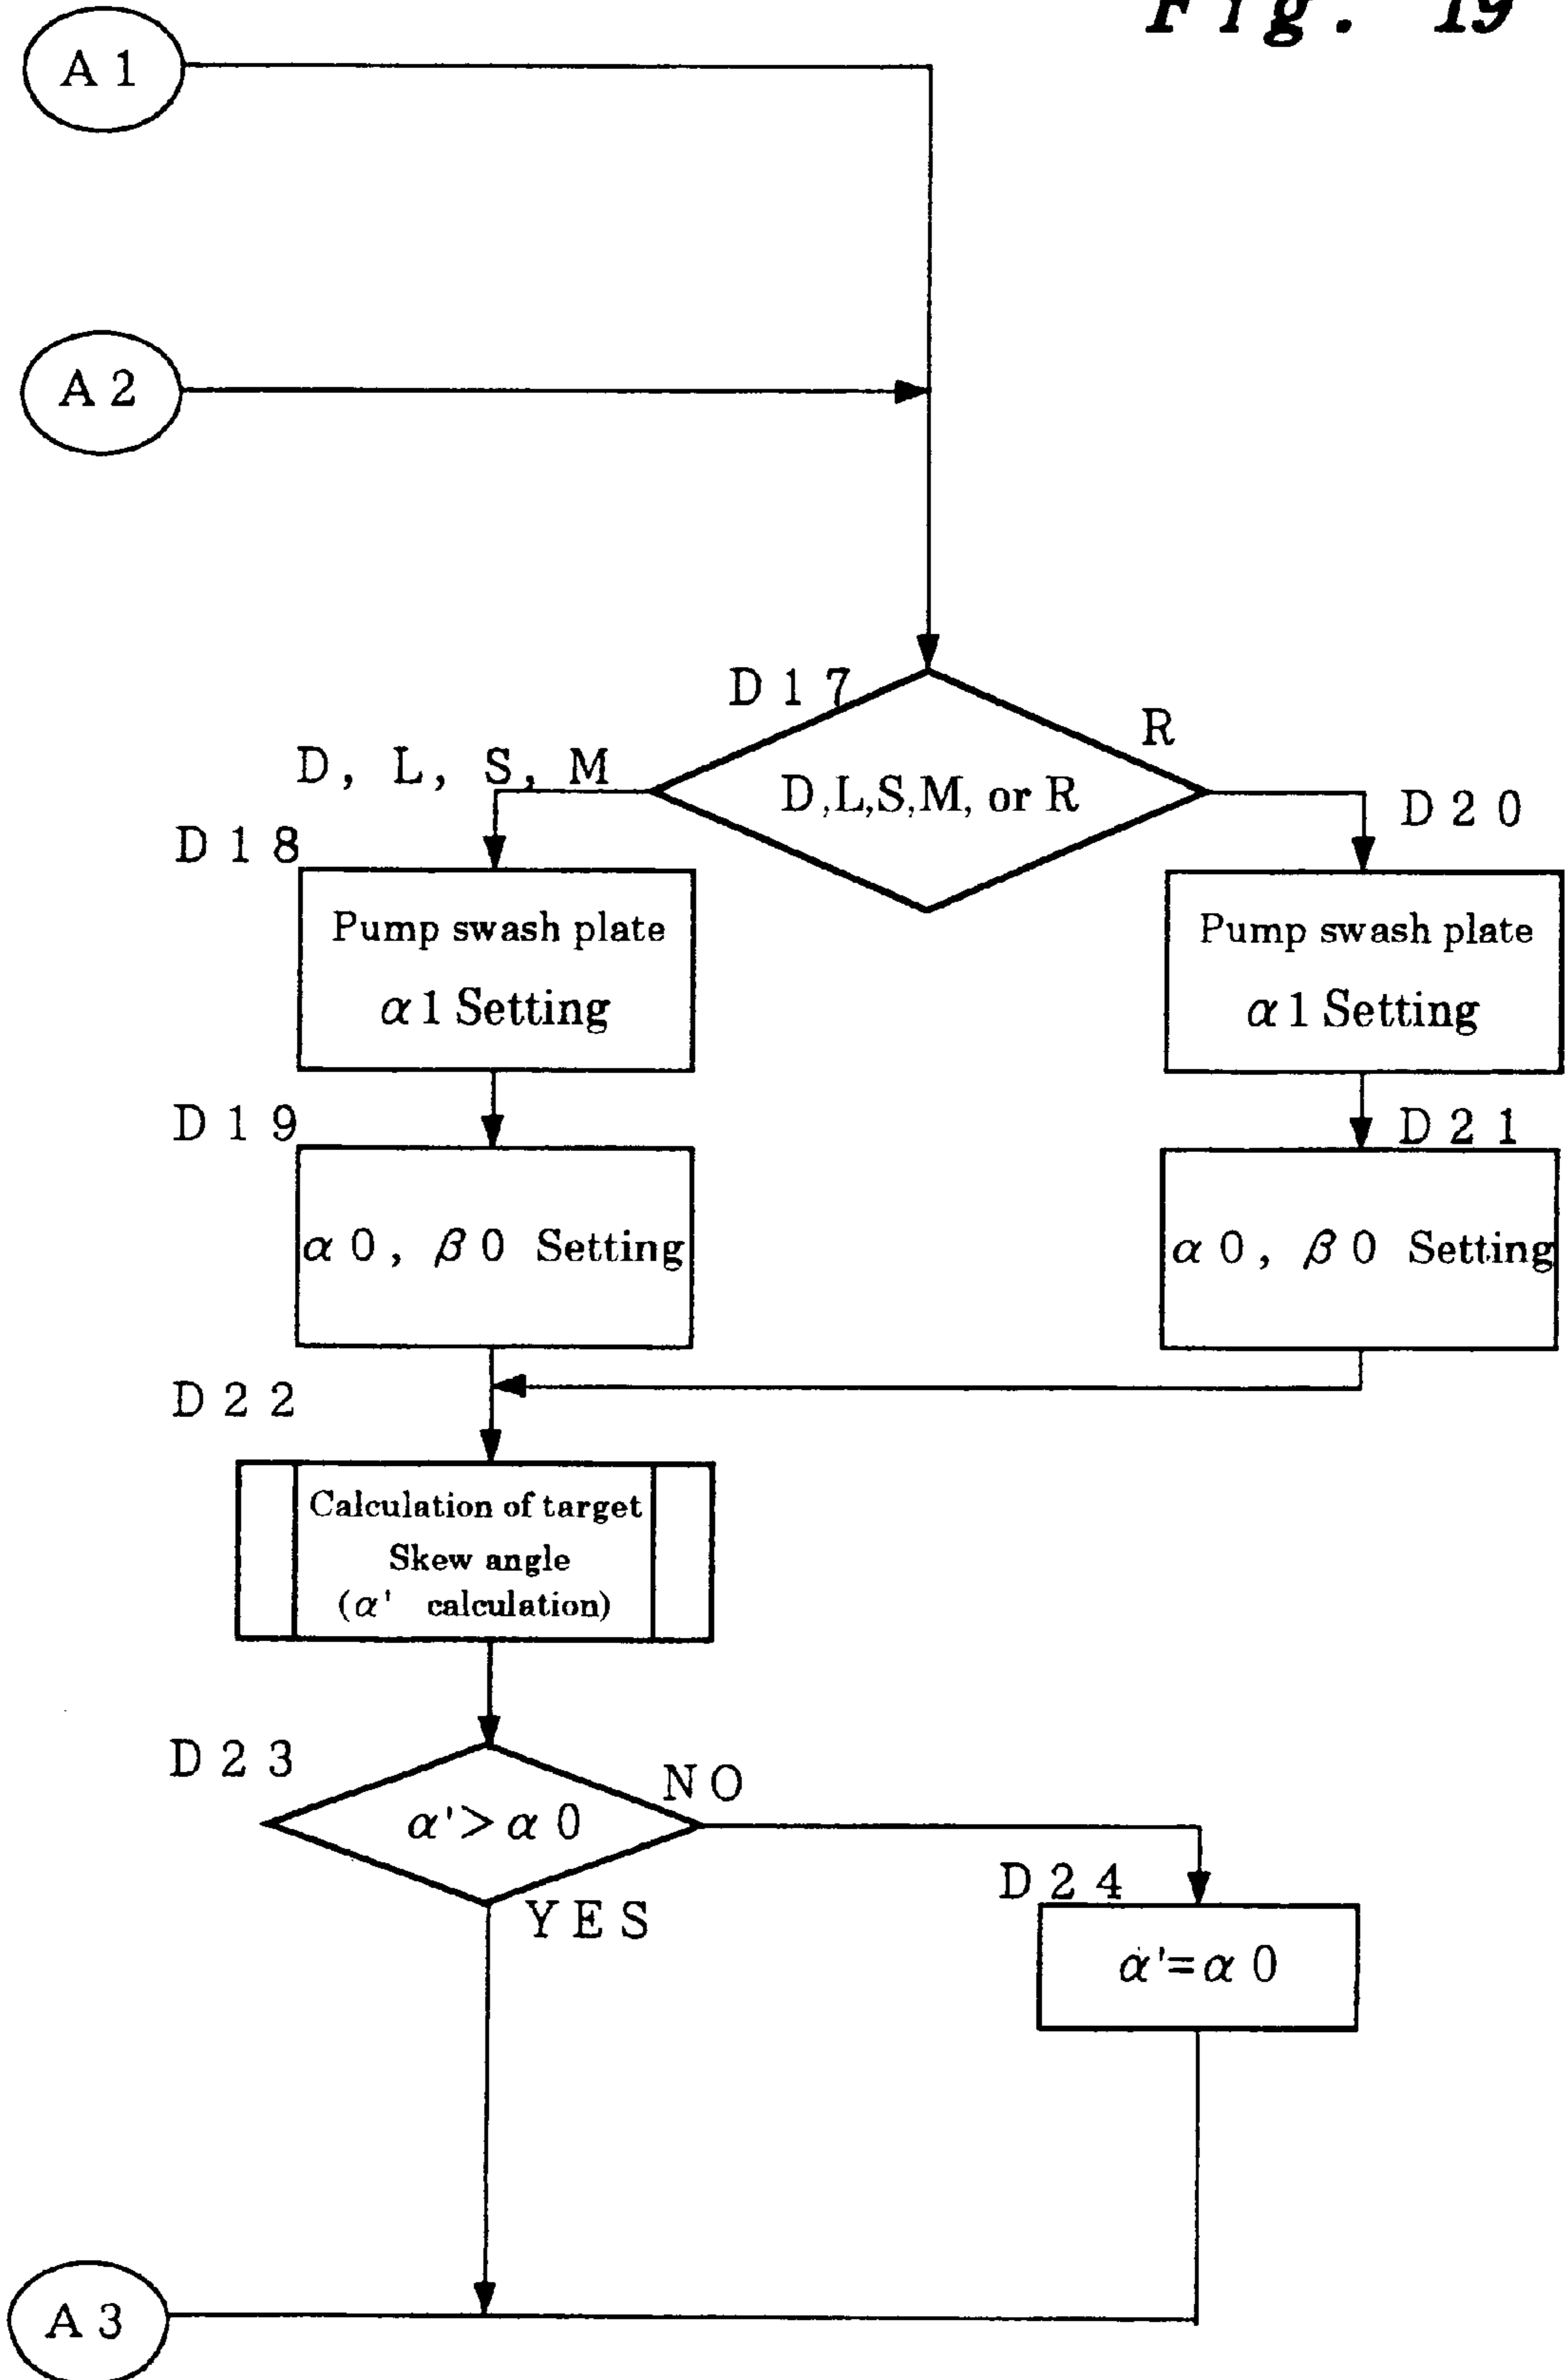 Fig. 19
A1
A2
D17
R
D, L, S, M
D,L,S,M, or R
D20
D18
Pump swash plate
α1 Setting
Pump swash plate
α1 Setting
D19
D21
α0, β0 Setting
α0, β0 Setting
D22
Calculation of target
Skew angle
(α' calculation)
D23
NO
α'>α0
D24
YES
α'=α0
A3